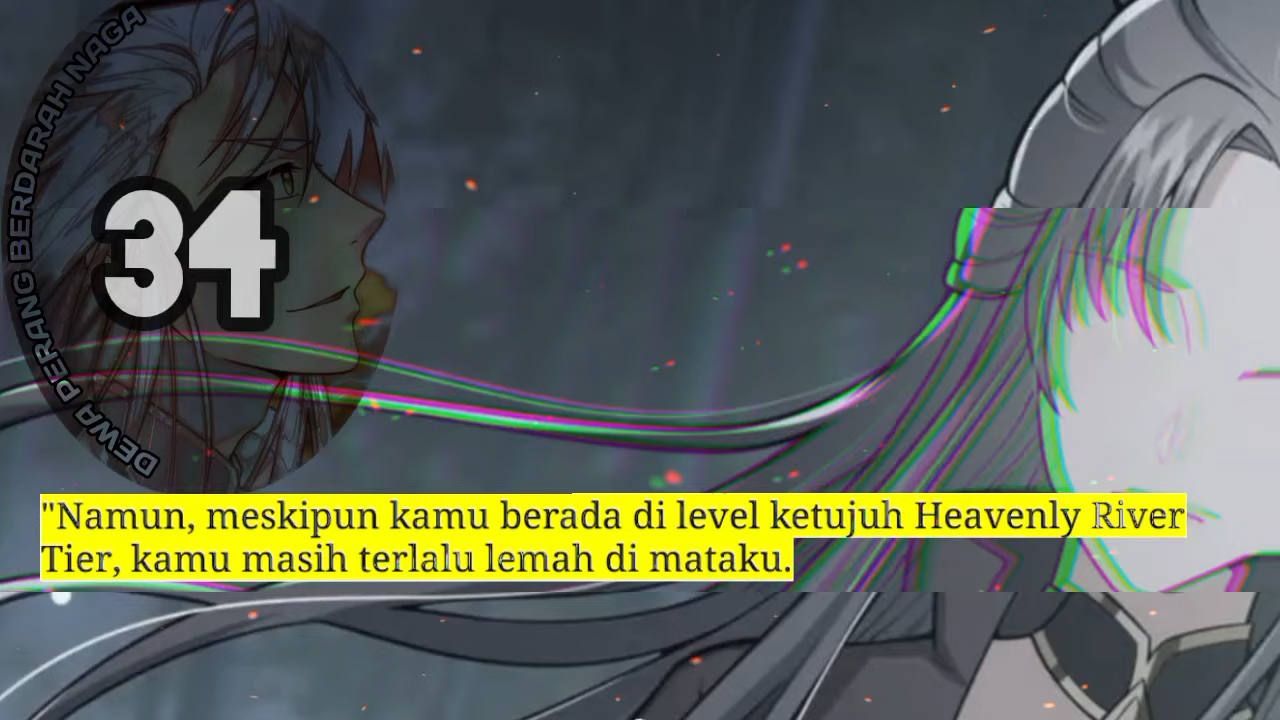 DEWA PERANG BERDARAH NAGA
34
"Namun, meskipun kamu berada di level ketujuh Heavenly River
Tier, kamu masih terlalu lemah di mataku.